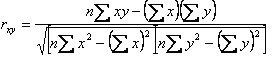 r_xy = n∑xy−(∑x)(∑y) / √[n∑x²−(∑x)²][n∑y²−(∑y)²]